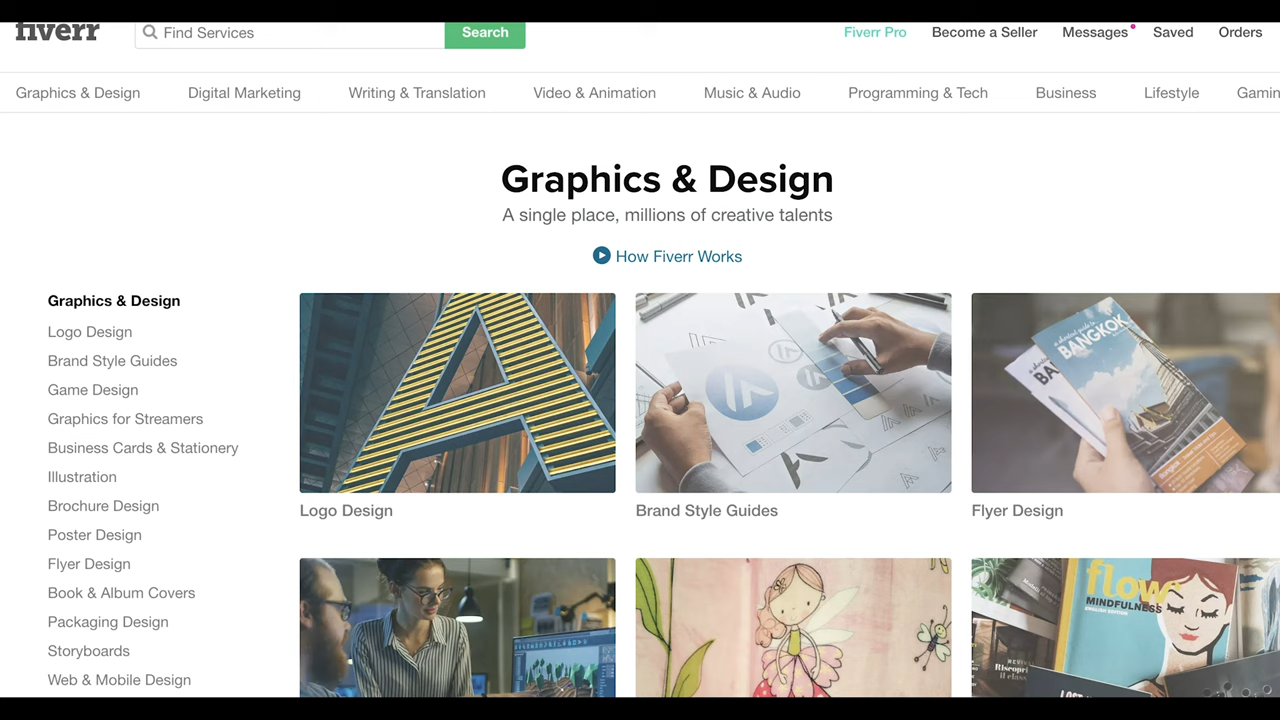 fiverr
Find Services
Search
Fiverr Pro
Become a Seller
Messages
Saved
Orders
Graphics & Design
Digital Marketing
Writing & Translation
Video & Animation
Music & Audio
Programming & Tech
Business
Lifestyle
Gamin
Graphics & Design
A single place, millions of creative talents
How Fiverr Works
Graphics & Design
Logo Design
Brand Style Guides
Game Design
Graphics for Streamers
Business Cards & Stationery
Illustration
Brochure Design
Poster Design
Flyer Design
Book & Album Covers
Packaging Design
Storyboards
Web & Mobile Design
A
Logo Design
Brand Style Guides
BANGKOK
Flyer Design
flow
MINDFULNESS
ENGLISH EDITION